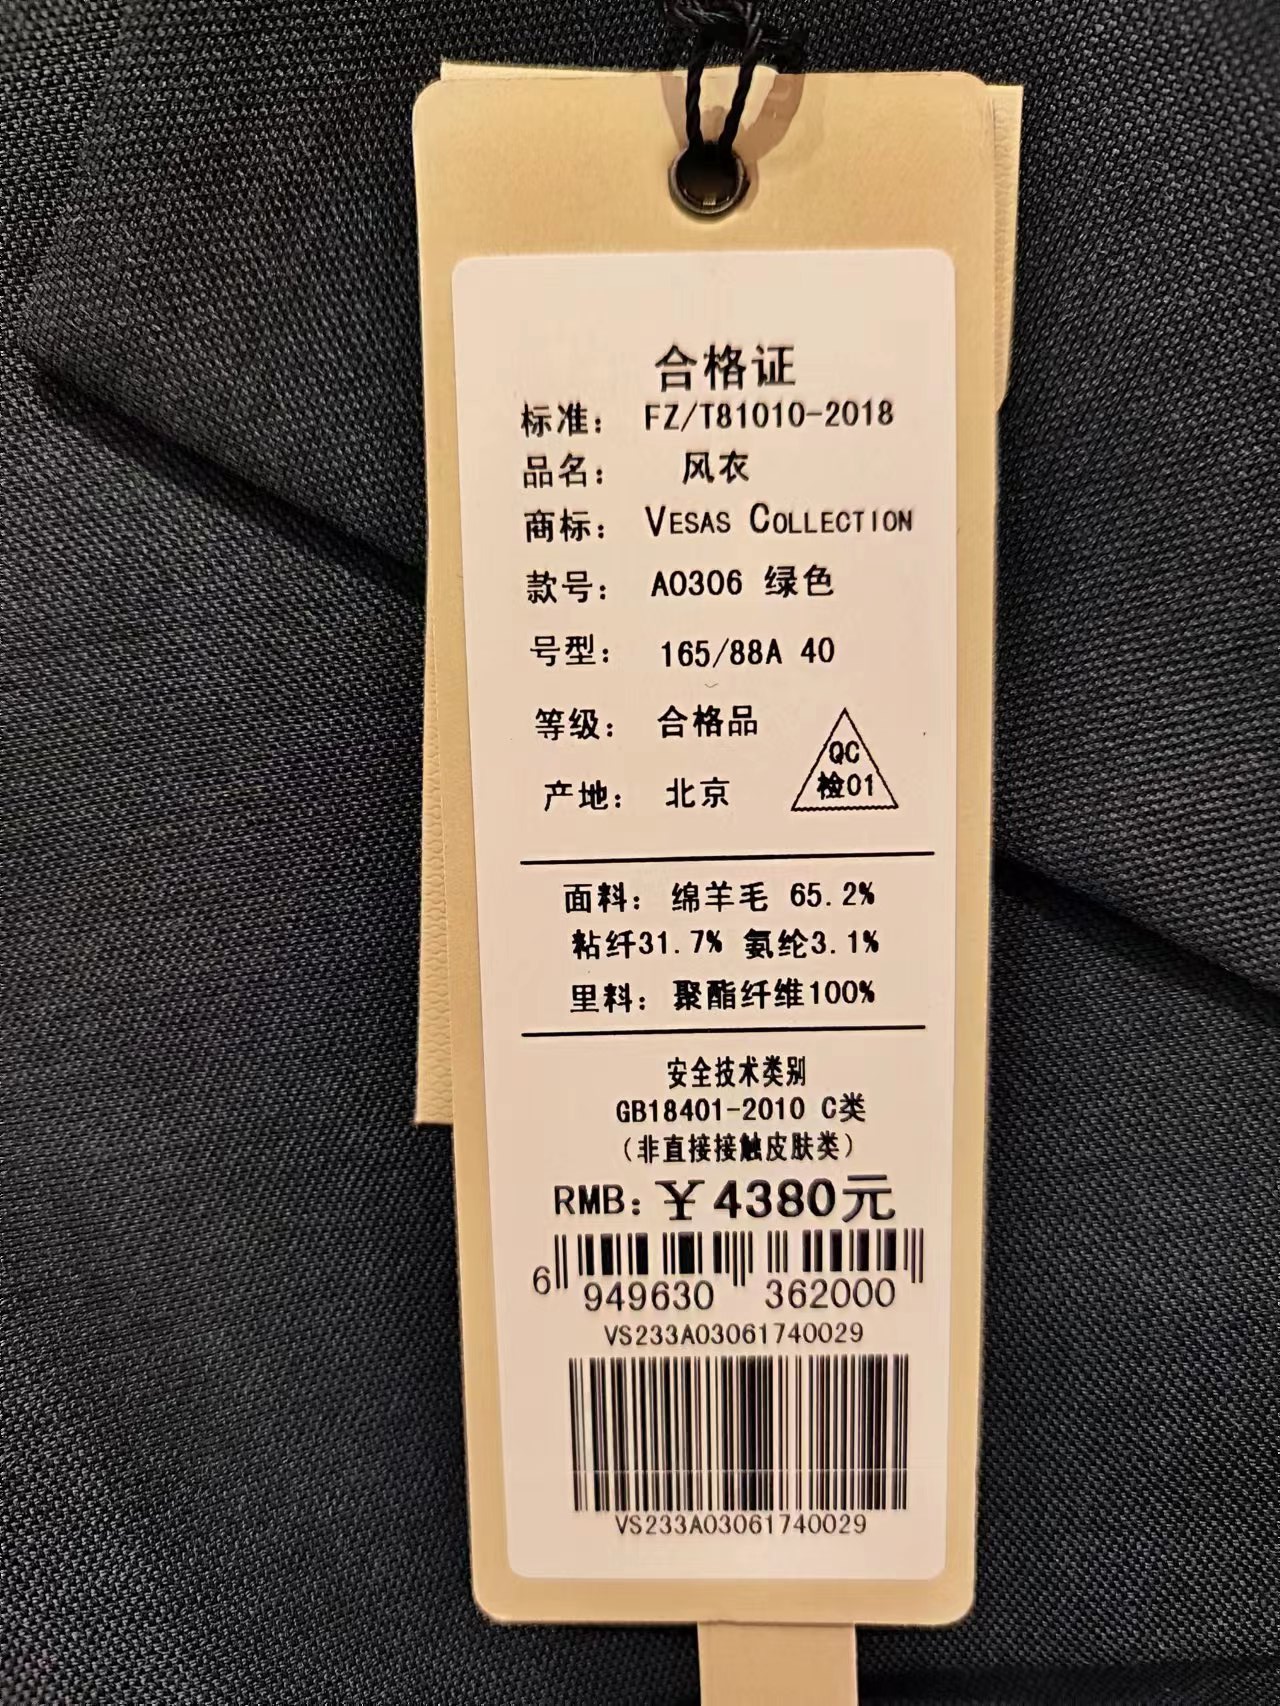 合格证
标准： FZ/T81010-2018
品名： 风衣
商标： VESAS COLLECTION
款号： A0306 绿色
号型： 165/88A 40
等级： 合格品
QC
检01
产地： 北京
面料： 绵羊毛 65.2%
粘纤31.7% 氨纶3.1%
里料： 聚酯纤维100%
安全技术类别
GB18401-2010 C类
（非直接接触皮肤类）
RMB：￥4380元
6 949630 362000
VS233A03061740029
VS233A03061740029